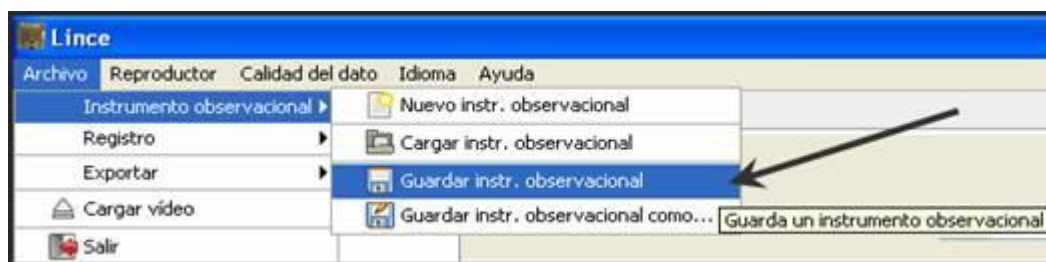 Lince
Archivo Reproductor Calidad del dato Idioma Ayuda
Instrumento observacional
Registro
Exportar
Cargar vídeo
Salir
Nuevo instr. observacional
Cargar instr. observacional
Guardar instr. observacional
Guardar instr. observacional como...
Guarda un instrumento observacional